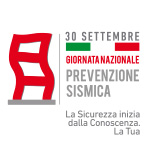 30 SETTEMBRE
GIORNATA NAZIONALE
PREVENZIONE
SISMICA
La Sicurezza inizia
dalla Conoscenza.
La Tua